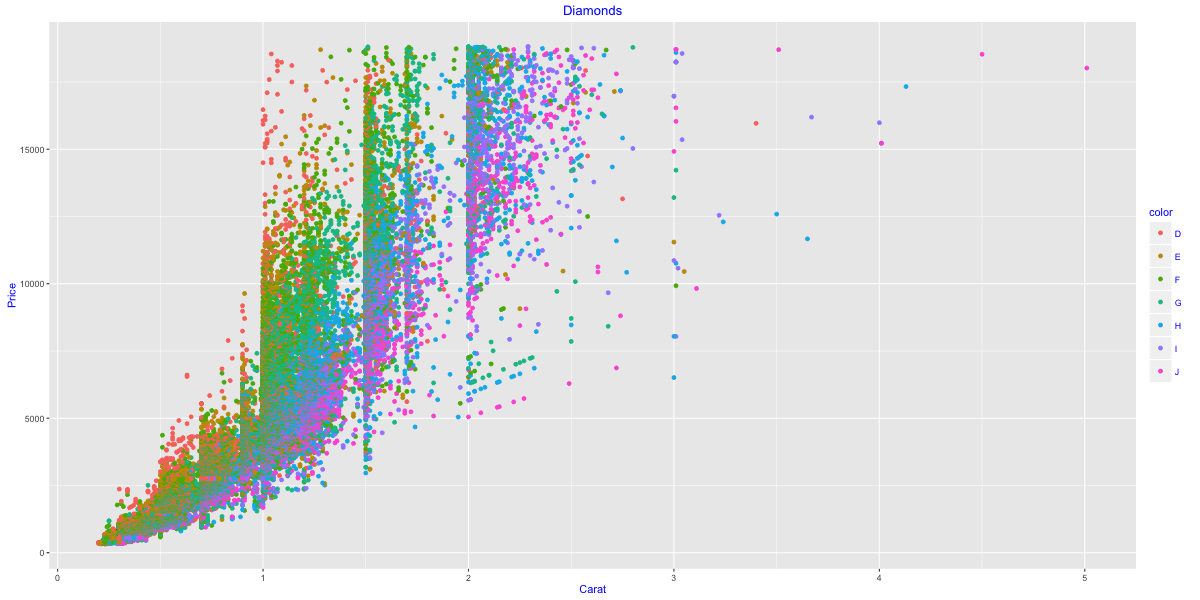 Diamonds
Price
15000
10000
5000
0
0 1 2 3 4 5
Carat
color
D
E
F
G
H
I
J